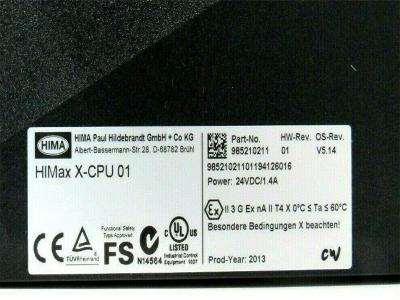 HIMA
HIMA Paul Hildebrandt GmbH + Co KG
Albert-Bassermann-Str. 28, D-68782 Brühl
HIMax X-CPU 01
Part-No. HW-Rev. OS-Rev.
985210211 01 V5.14
98521021101194126016
Power: 24VDC/1.4A
Ex II 3 G Ex nA II T4 X 0°C ≤ Ta ≤ 60°C
Besondere Bedingungen X beachten!
Prod-Year: 2013
CW
CE
TÜVRheinland
Functional Safety
Type Approved
FS
N14564
C UL US
LISTED
Industrial Control
Equipment